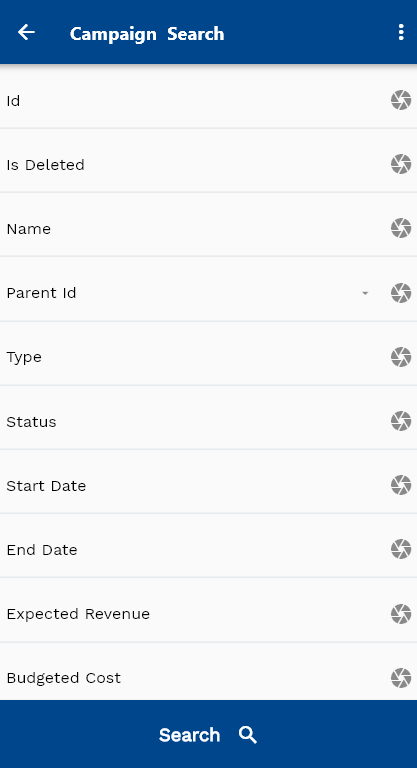 Campaign Search
Id
Is Deleted
Name
Parent Id
Type
Status
Start Date
End Date
Expected Revenue
Budgeted Cost
Search